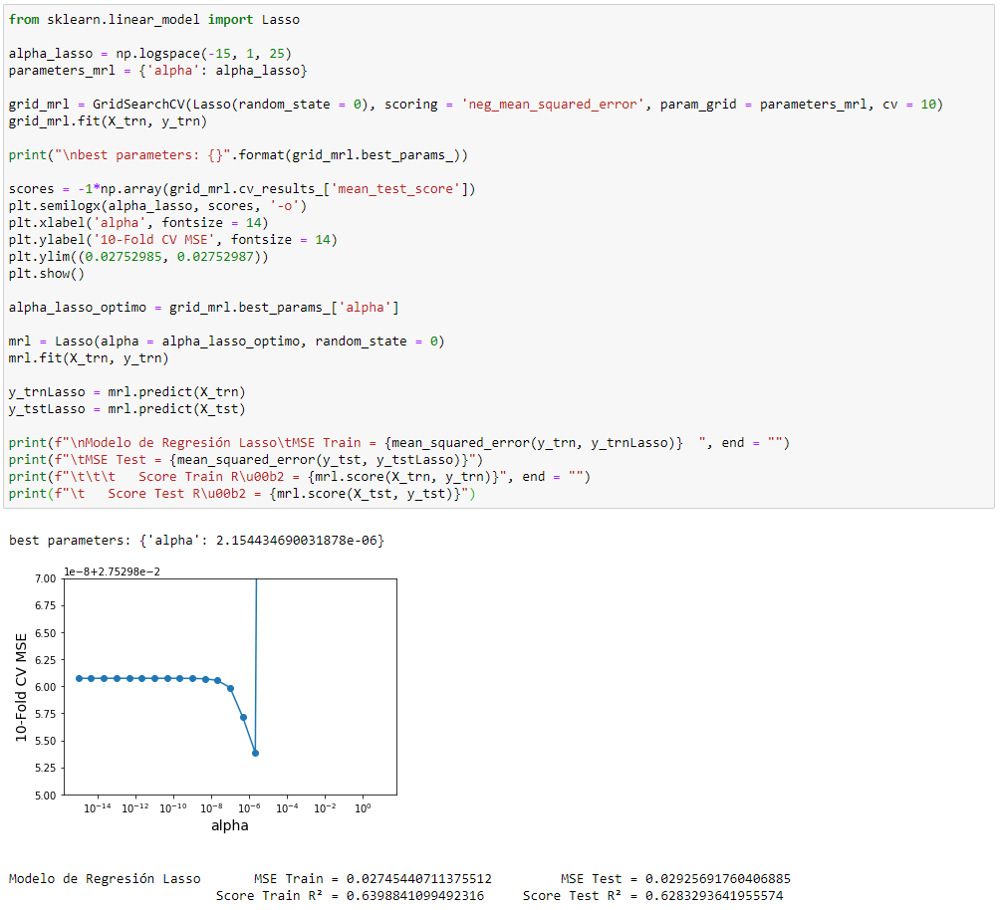 from sklearn.linear_model import Lasso
alpha_lasso = np.logspace(-15, 1, 25)
parameters_mrl = {'alpha': alpha_lasso}
grid_mrl = GridSearchCV(Lasso(random_state = 0), scoring = 'neg_mean_squared_error', param_grid = parameters_mrl, cv = 10)
grid_mrl.fit(X_trn, y_trn)
print("\nbest parameters: {}".format(grid_mrl.best_params_))
scores = -1*np.array(grid_mrl.cv_results_['mean_test_score'])
plt.semilogx(alpha_lasso, scores, '-o')
plt.xlabel('alpha', fontsize = 14)
plt.ylabel('10-Fold CV MSE', fontsize = 14)
plt.ylim((0.02752985, 0.02752987))
plt.show()
alpha_lasso_optimo = grid_mrl.best_params_['alpha']
mrl = Lasso(alpha = alpha_lasso_optimo, random_state = 0)
mrl.fit(X_trn, y_trn)
y_trnLasso = mrl.predict(X_trn)
y_tstLasso = mrl.predict(X_tst)
print(f"\nModelo de Regresión Lasso\tMSE Train = {mean_squared_error(y_trn, y_trnLasso)}  ", end = "")
print(f"\tMSE Test = {mean_squared_error(y_tst, y_tstLasso)}")
print(f"\t\t\t   Score Train R\u00b2 = {mrl.score(X_trn, y_trn)}", end = "")
print(f"\t   Score Test R\u00b2 = {mrl.score(X_tst, y_tst)}")
best parameters: {'alpha': 2.154434690031878e-06}
1e-8+2.75298e-2
7.00
6.75
6.50
6.25
6.00
5.75
5.50
5.25
5.00
10-Fold CV MSE
10⁻¹⁴ 10⁻¹² 10⁻¹⁰ 10⁻⁸ 10⁻⁶ 10⁻⁴ 10⁻² 10⁰
alpha
Modelo de Regresión Lasso MSE Train = 0.02745440711375512 MSE Test = 0.02925691760406885
Score Train R² = 0.6398841099492316 Score Test R² = 0.6283293641955574